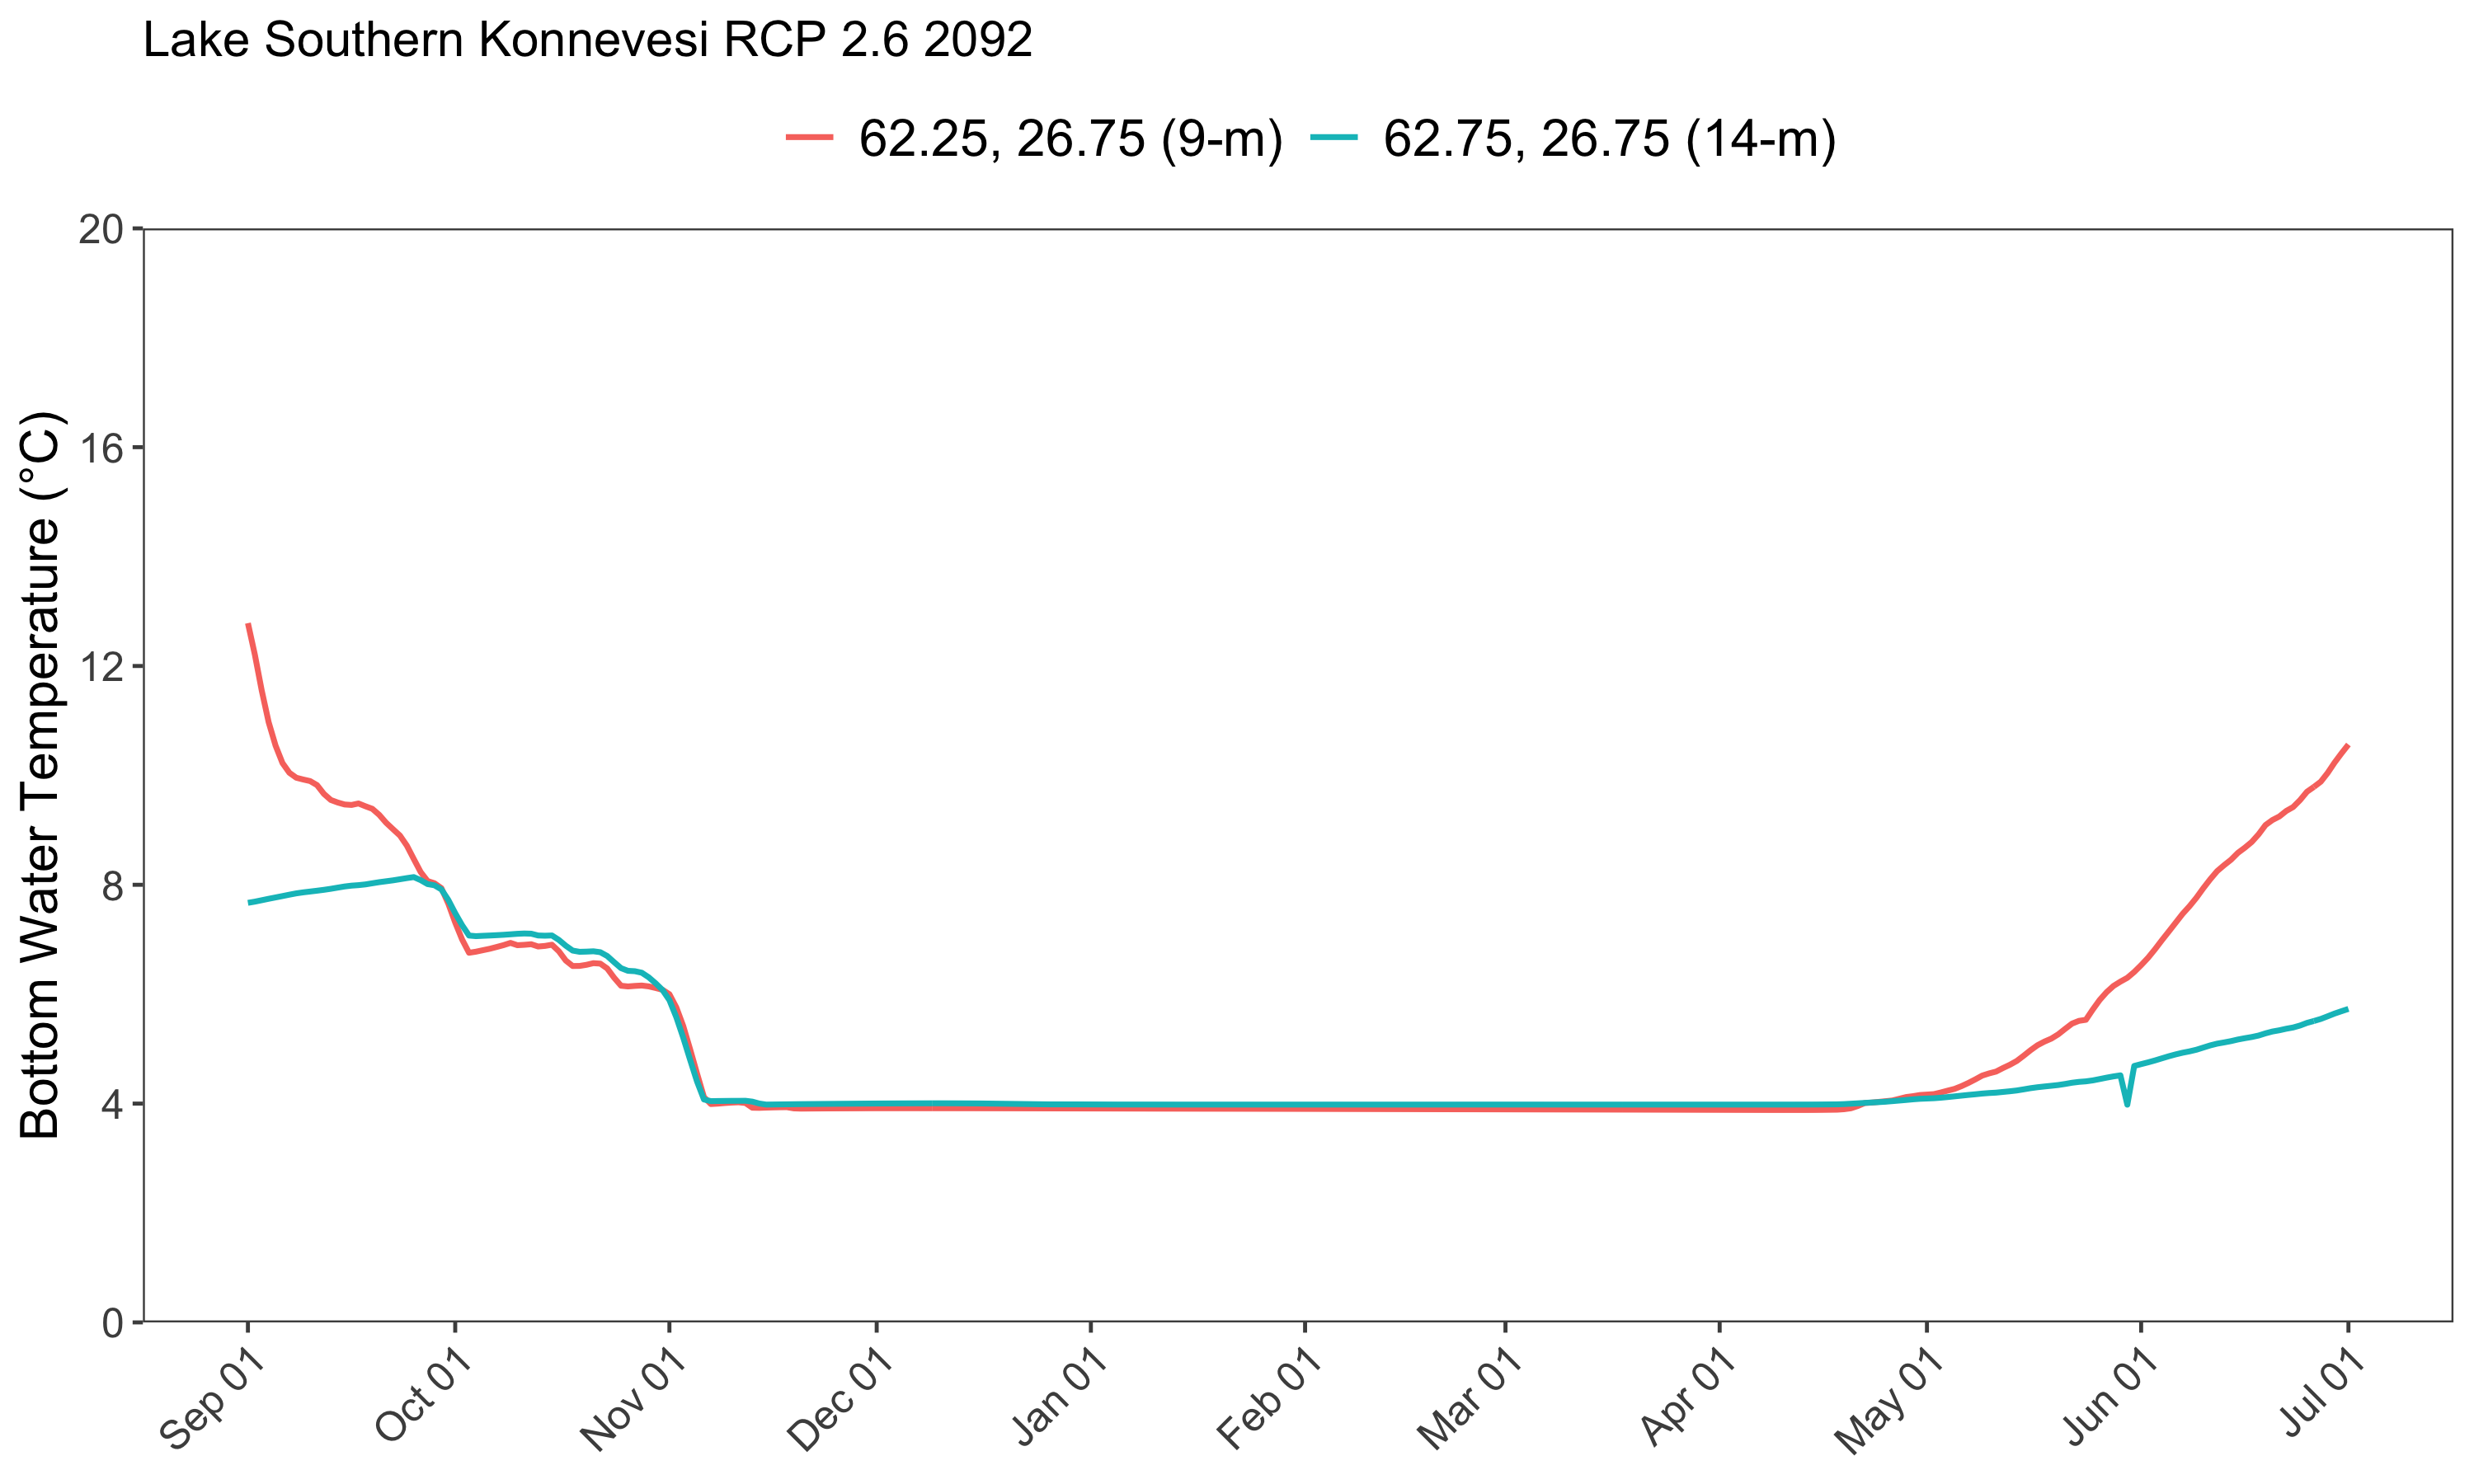 Lake Southern Konnevesi RCP 2.6 2092
62.25, 26.75 (9-m) 62.75, 26.75 (14-m)
Bottom Water Temperature (°C)
20
16
12
8
4
0
Sep 01 Oct 01 Nov 01 Dec 01 Jan 01 Feb 01 Mar 01 Apr 01 May 01 Jun 01 Jul 01